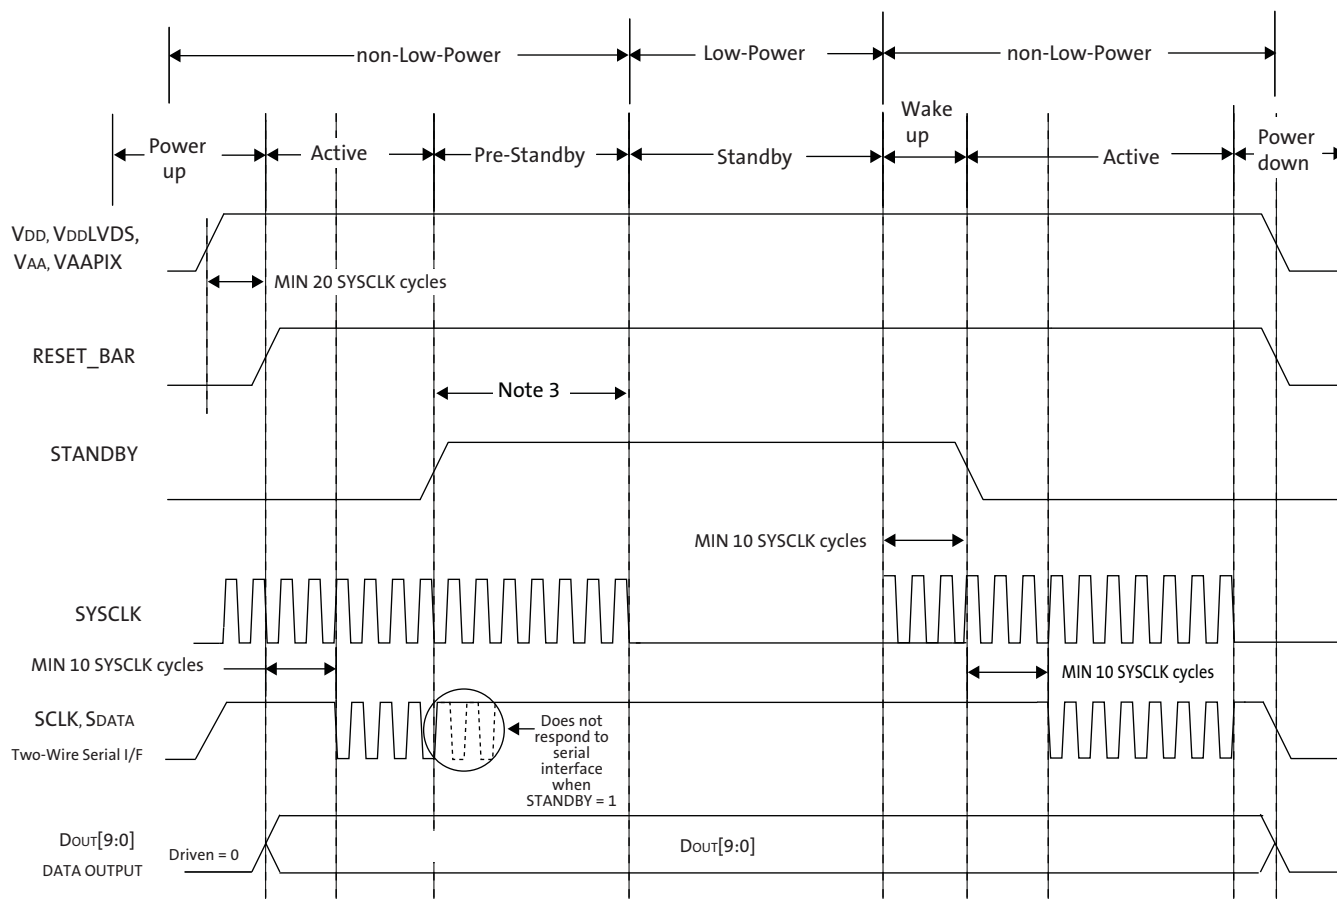 non-Low-Power
Low-Power
non-Low-Power
Power
up
Active
Pre-Standby
Standby
Wake
up
Active
Power
down
VDD, VDDLVDS,
VAA, VAAPIX
MIN 20 SYSCLK cycles
RESET_BAR
Note 3
STANDBY
MIN 10 SYSCLK cycles
SYSCLK
MIN 10 SYSCLK cycles
MIN 10 SYSCLK cycles
SCLK, SDATA
Two-Wire Serial I/F
Does not
respond to
serial
interface
when
STANDBY = 1
DOUT[9:0]
DATA OUTPUT
Driven = 0
DOUT[9:0]